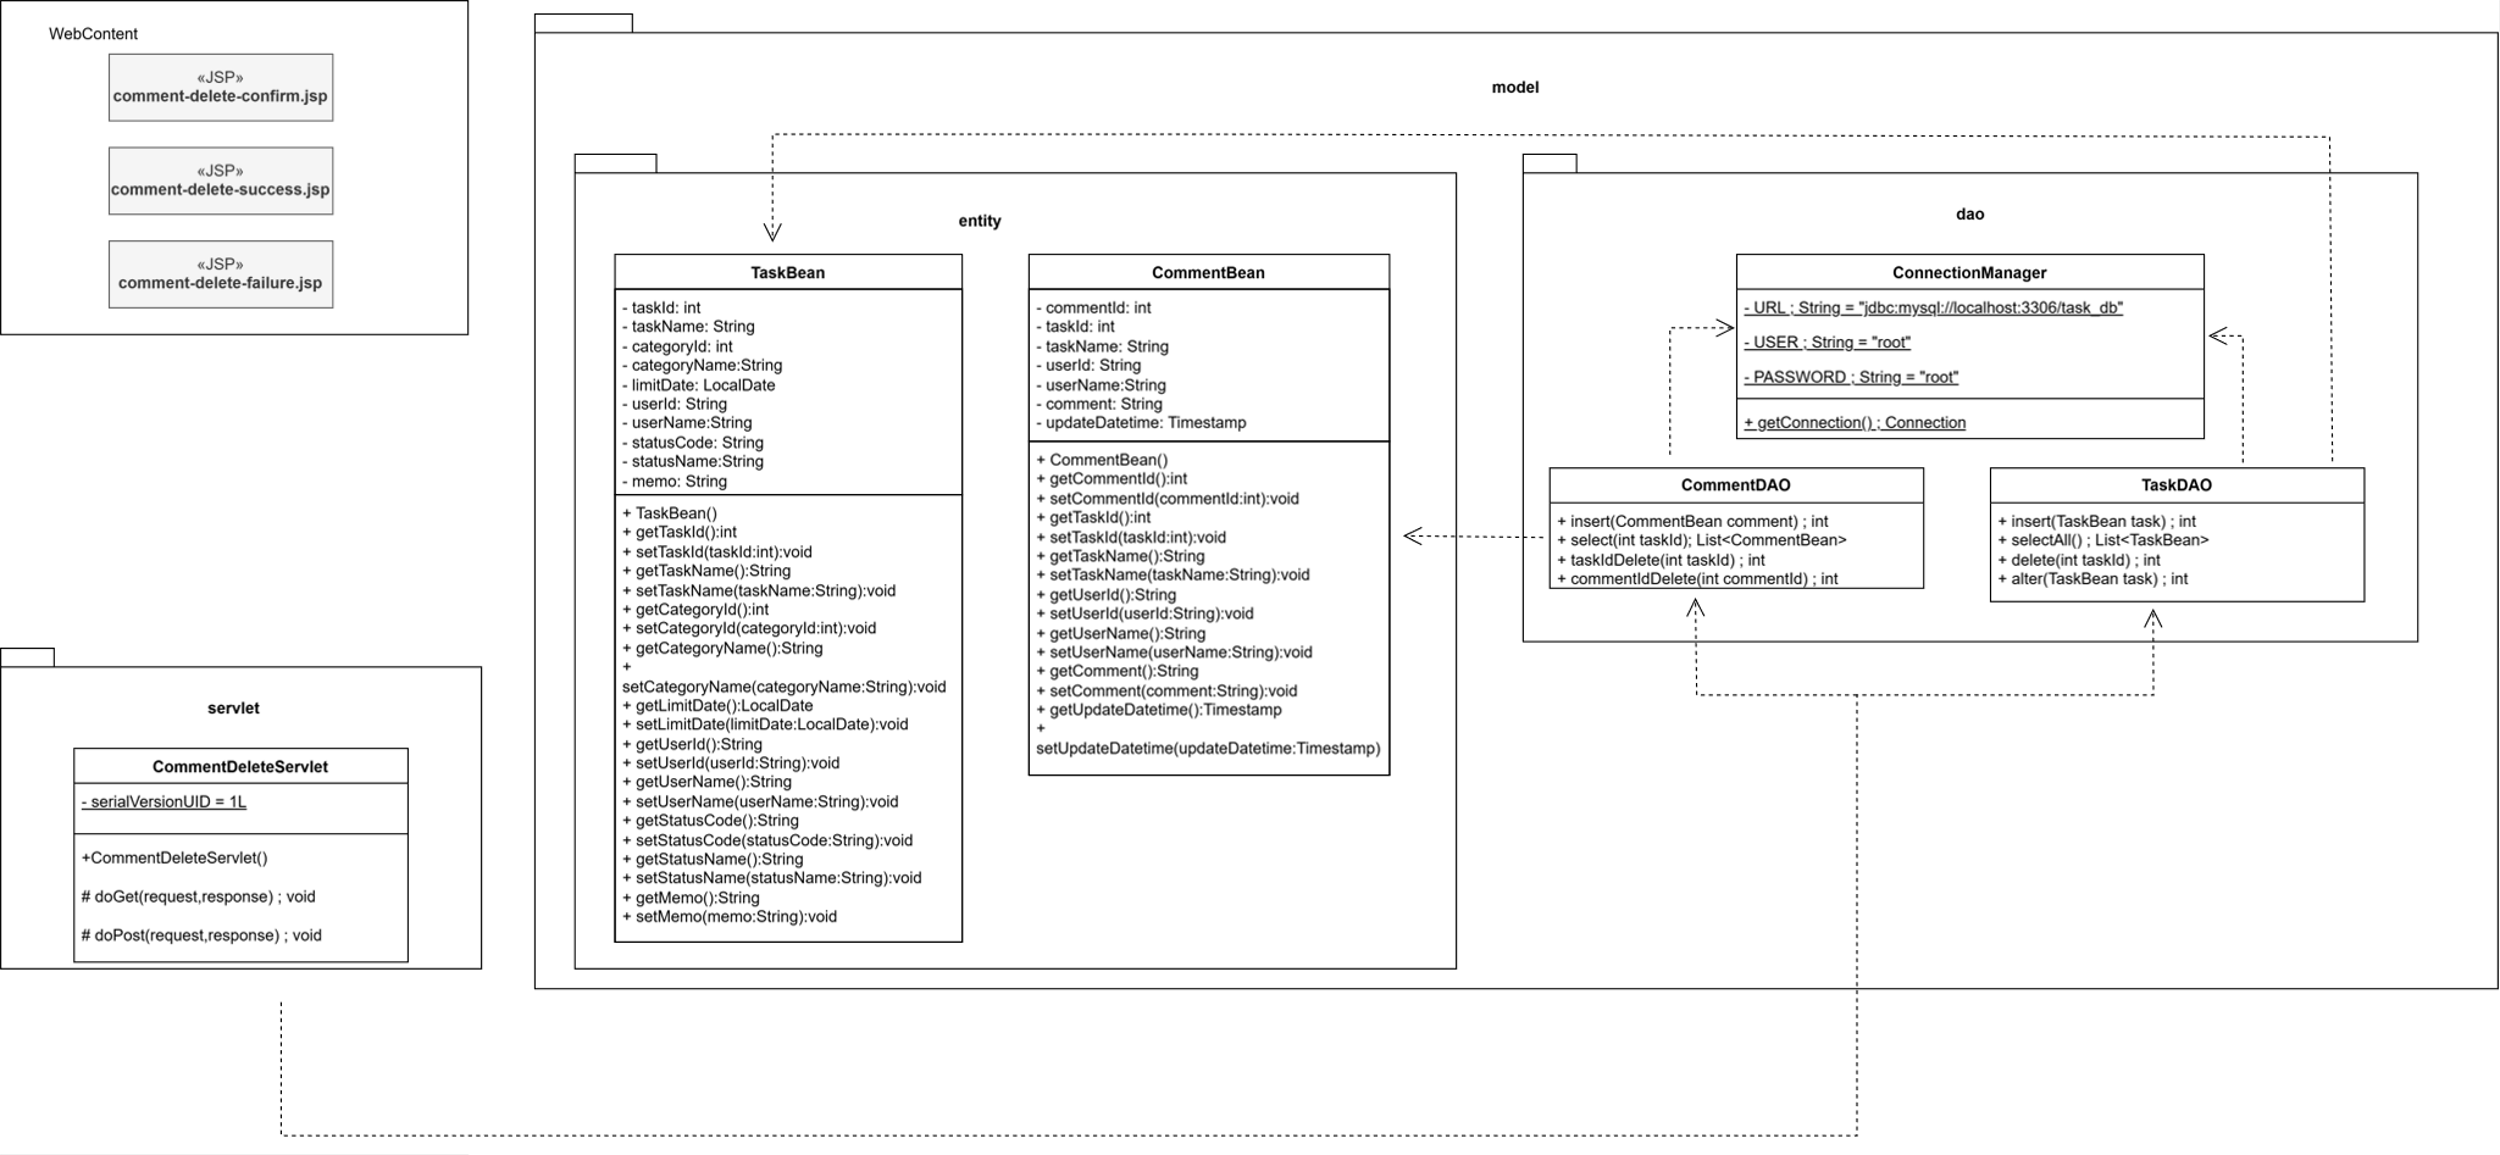 WebContent
«JSP»
comment-delete-confirm.jsp
«JSP»
comment-delete-success.jsp
«JSP»
comment-delete-failure.jsp
servlet
CommentDeleteServlet
- serialVersionUID = 1L
+CommentDeleteServlet()
# doGet(request,response) ; void
# doPost(request,response) ; void
model
entity
TaskBean
- taskId: int
- taskName: String
- categoryId: int
- categoryName:String
- limitDate: LocalDate
- userId: String
- userName:String
- statusCode: String
- statusName:String
- memo: String
+ TaskBean()
+ getTaskId():int
+ setTaskId(taskId:int):void
+ getTaskName():String
+ setTaskName(taskName:String):void
+ getCategoryId():int
+ setCategoryId(categoryId:int):void
+ getCategoryName():String
+
setCategoryName(categoryName:String):void
+ getLimitDate():LocalDate
+ setLimitDate(limitDate:LocalDate):void
+ getUserId():String
+ setUserId(userId:String):void
+ getUserName():String
+ setUserName(userName:String):void
+ getStatusCode():String
+ setStatusCode(statusCode:String):void
+ getStatusName():String
+ setStatusName(statusName:String):void
+ getMemo():String
+ setMemo(memo:String):void
CommentBean
- commentId: int
- taskId: int
- taskName: String
- userId: String
- userName:String
- comment: String
- updateDatetime: Timestamp
+ CommentBean()
+ getCommentId():int
+ setCommentId(commentId:int):void
+ getTaskId():int
+ setTaskId(taskId:int):void
+ getTaskName():String
+ setTaskName(taskName:String):void
+ getUserId():String
+ setUserId(userId:String):void
+ getUserName():String
+ setUserName(userName:String):void
+ getComment():String
+ setComment(comment:String):void
+ getUpdateDatetime():Timestamp
+
setUpdateDatetime(updateDatetime:Timestamp)
dao
ConnectionManager
- URL ; String = "jdbc:mysql://localhost:3306/task_db"
- USER ; String = "root"
- PASSWORD ; String = "root"
+ getConnection() ; Connection
CommentDAO
+ insert(CommentBean comment) ; int
+ select(int taskId); List<CommentBean>
+ taskIdDelete(int taskId) ; int
+ commentIdDelete(int commentId) ; int
TaskDAO
+ insert(TaskBean task) ; int
+ selectAll() ; List<TaskBean>
+ delete(int taskId) ; int
+ alter(TaskBean task) ; int